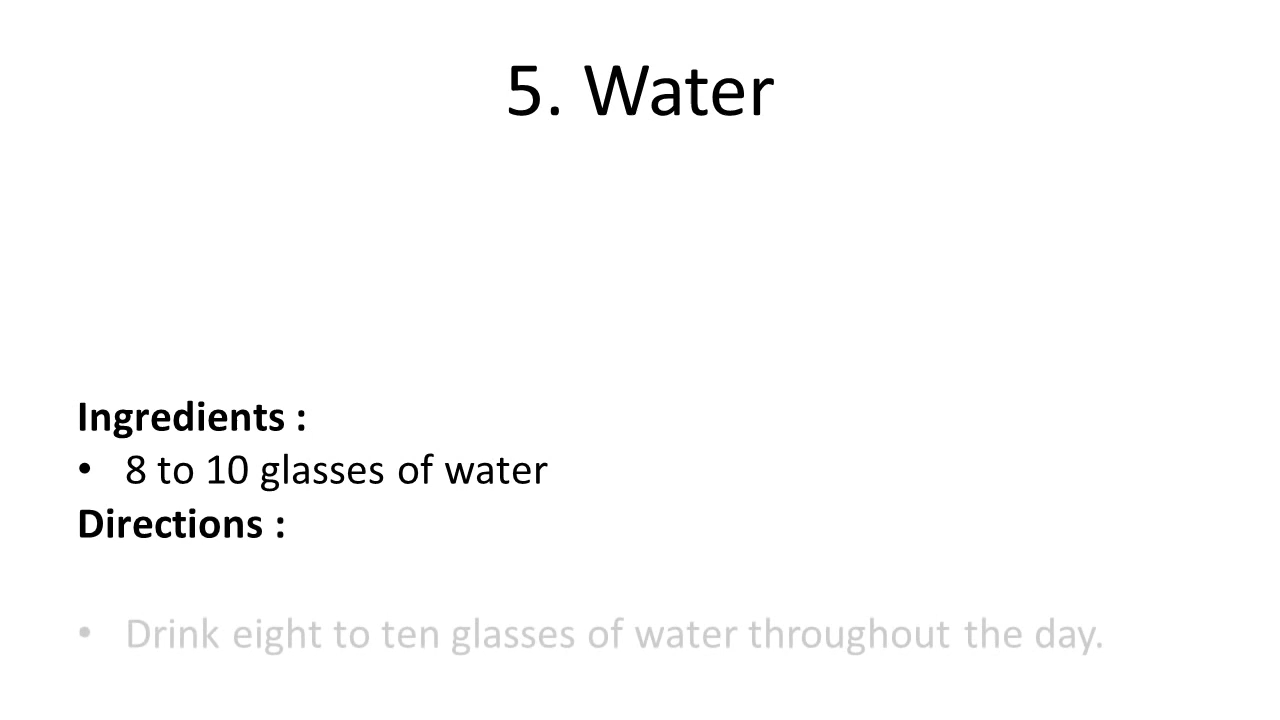 5. Water
Ingredients :
• 8 to 10 glasses of water
Directions :
• Drink eight to ten glasses of water throughout the day.